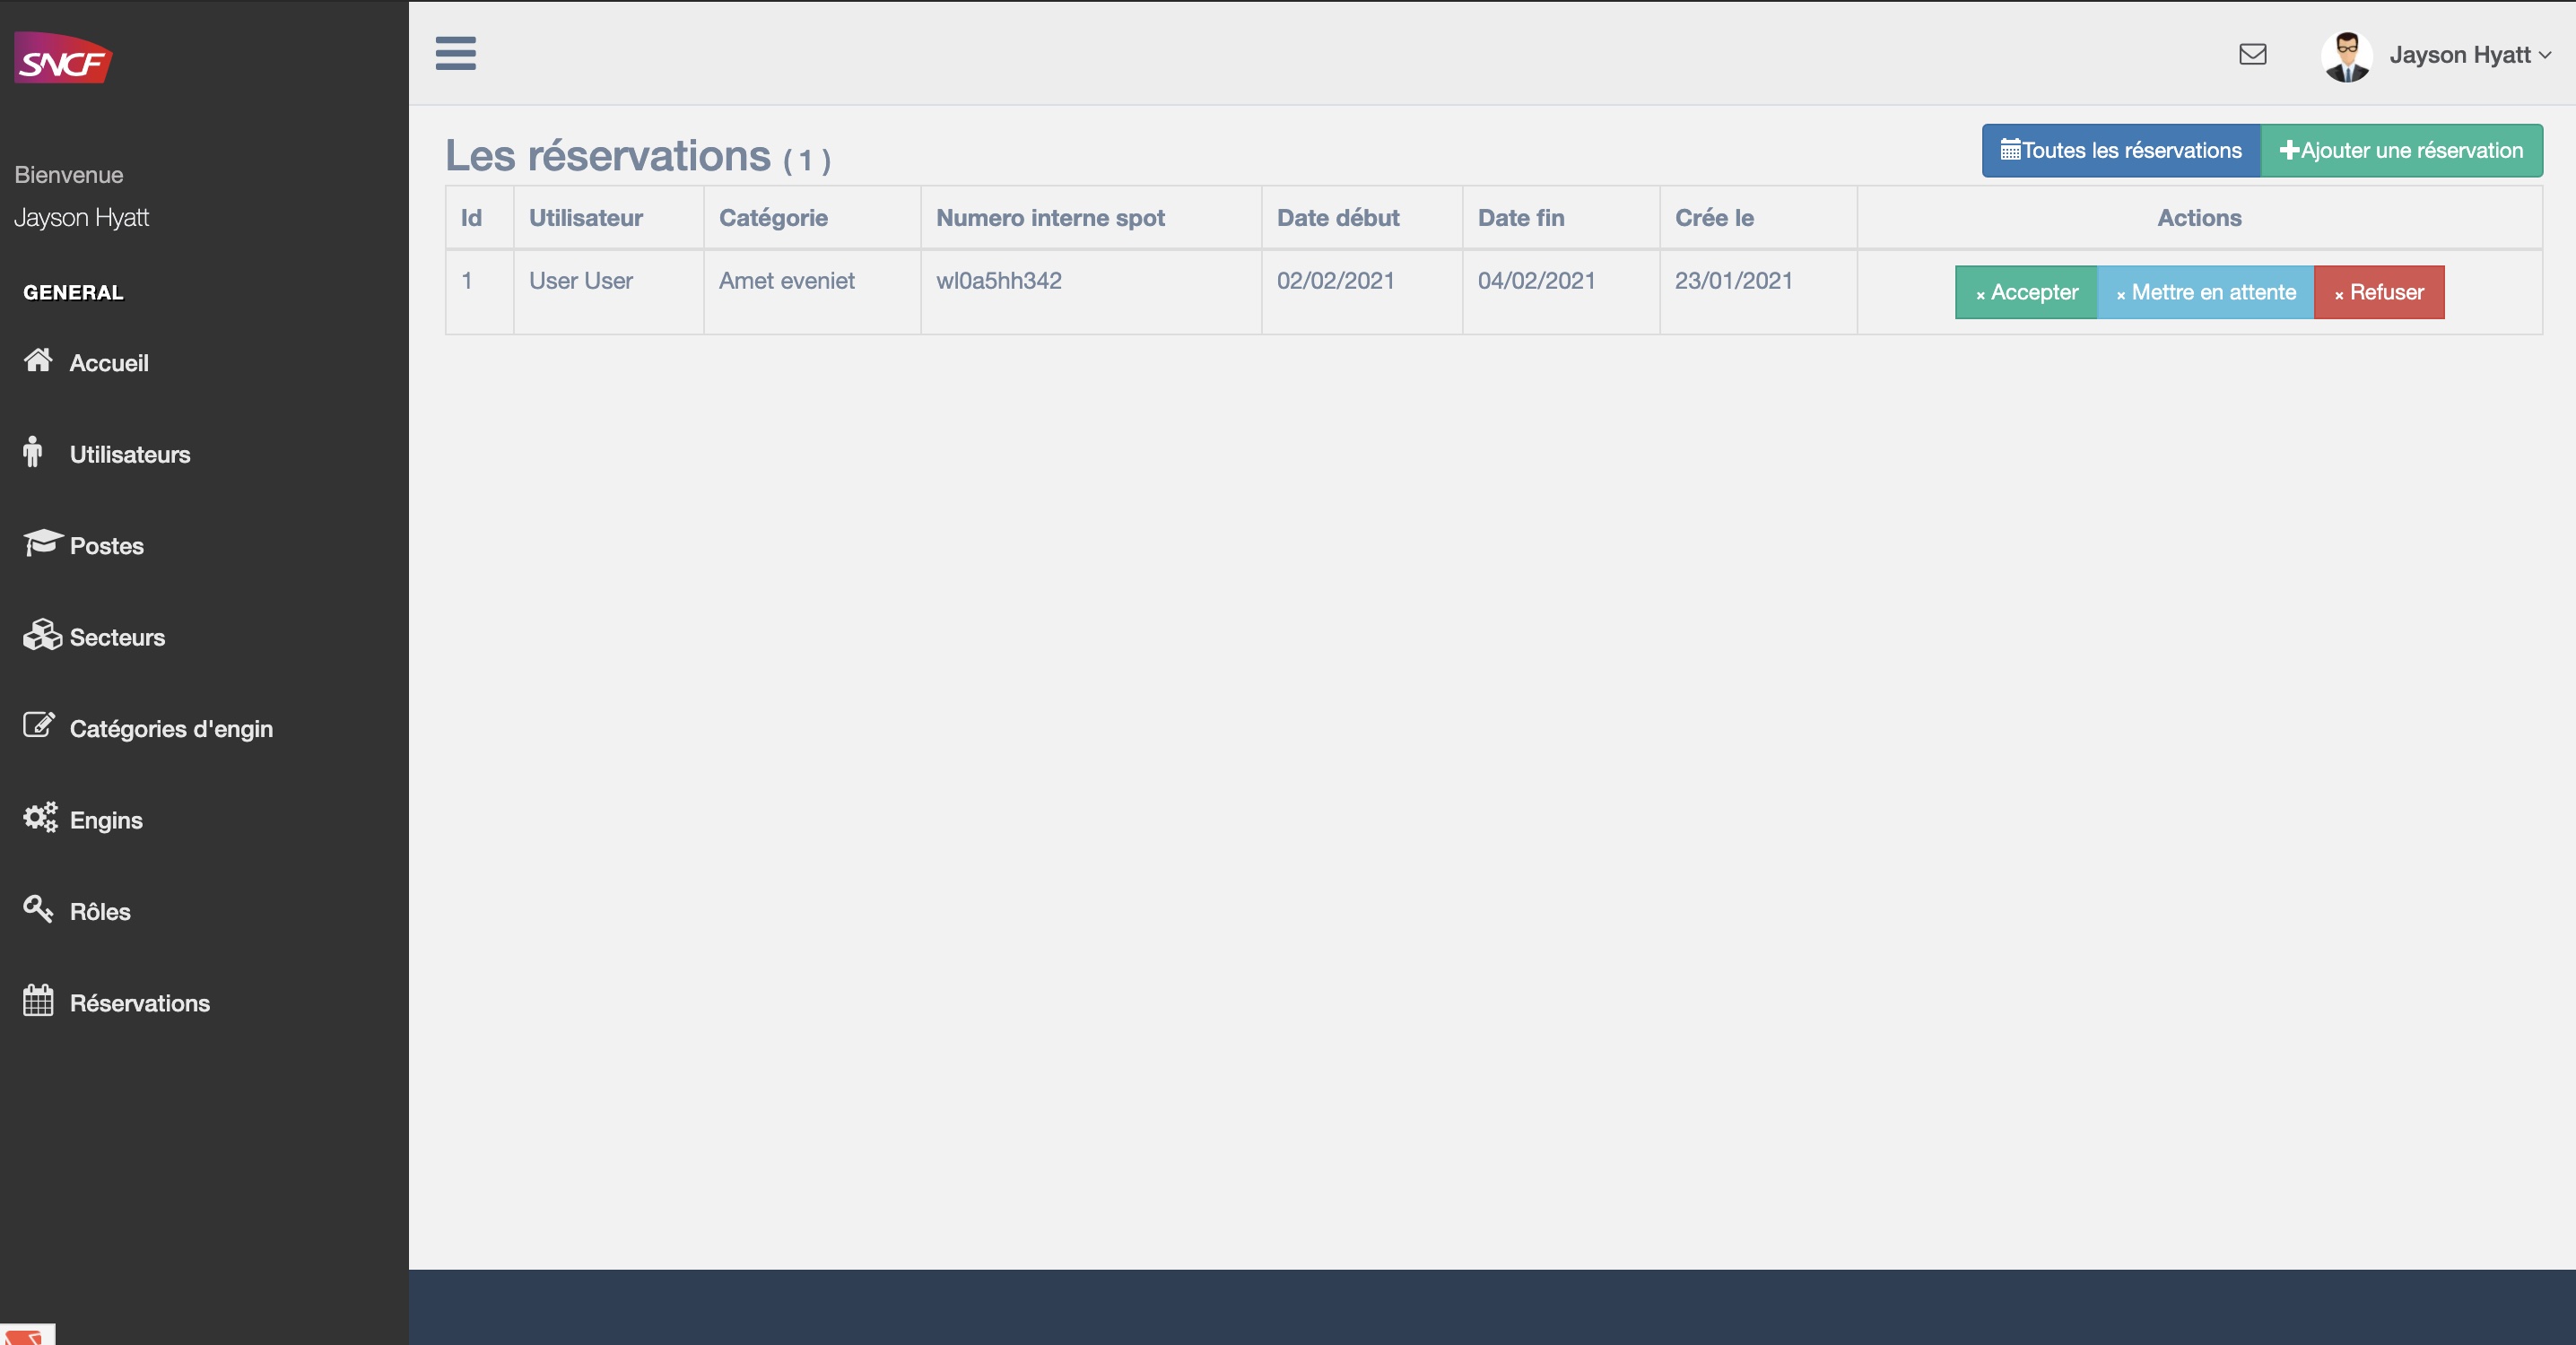 SNCF
Jayson Hyatt
Bienvenue
Jayson Hyatt
GENERAL
Accueil
Utilisateurs
Postes
Secteurs
Catégories d'engin
Engins
Rôles
Réservations
Les réservations ( 1 )
Toutes les réservations Ajouter une réservation
Id Utilisateur Catégorie Numero interne spot Date début Date fin Crée le Actions
1 User User Amet eveniet wl0a5hh342 02/02/2021 04/02/2021 23/01/2021 × Accepter × Mettre en attente × Refuser